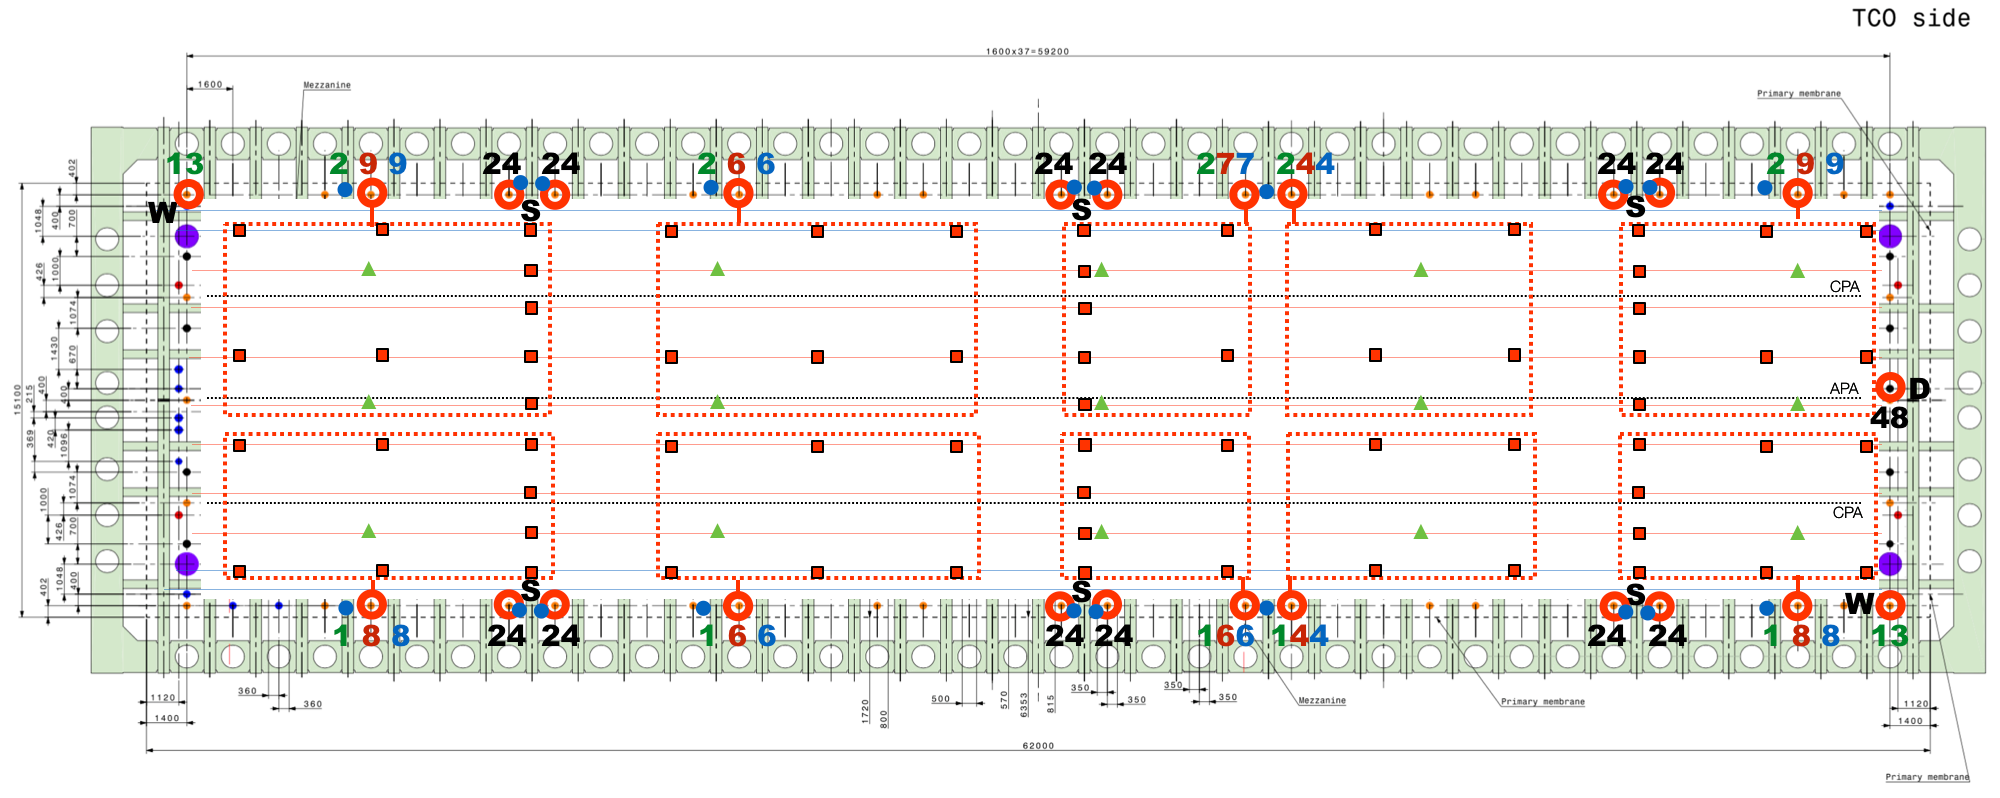 TCO side
1600x37=59200
1600
Mezzanine
Primary membrane
13 2 9 9 24 24 2 6 6 24 24 2 7 7 2 4 4 24 24 2 9 9
W S S S
402
1048
400
700
426
1000
1074
CPA
1430
670
15100
215
400
400
APA
D
48
369
420
1096
1074
CPA
1000
426
700
1048
400
402
S S S W
1 8 8 24 24 1 6 6 24 24 1 6 6 1 4 4 24 24 1 8 8 13
1120
1400
360
360
1720
800
500
570
6353
815
350
350
350
350
Mezzanine
Primary membrane
1120
1400
62000
Primary membrane